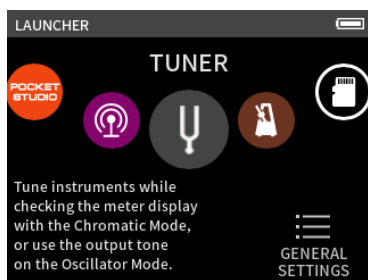 LAUNCHER
TUNER
POCKET
STUDIO
Tune instruments while
checking the meter display
with the Chromatic Mode,
or use the output tone
on the Oscillator Mode.
GENERAL
SETTINGS